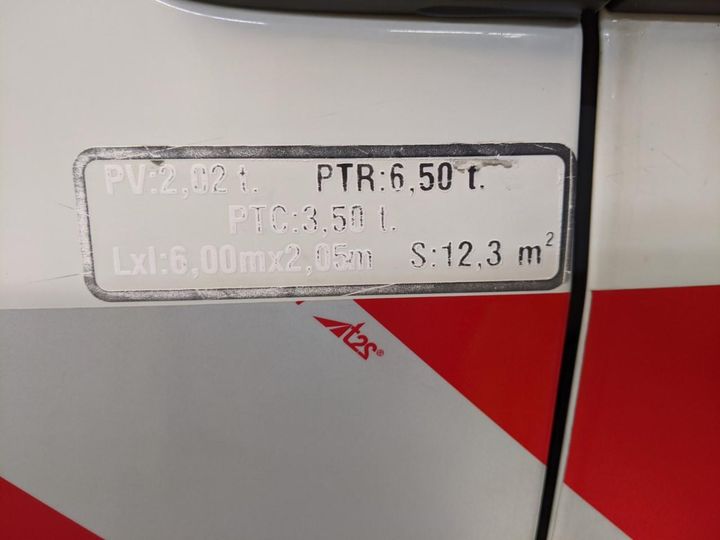 PV:2,02 t. PTR:6,50 t.
PTC:3,50 t.
Lxl:6,00mx2,05m S:12,3 m²
t2s®